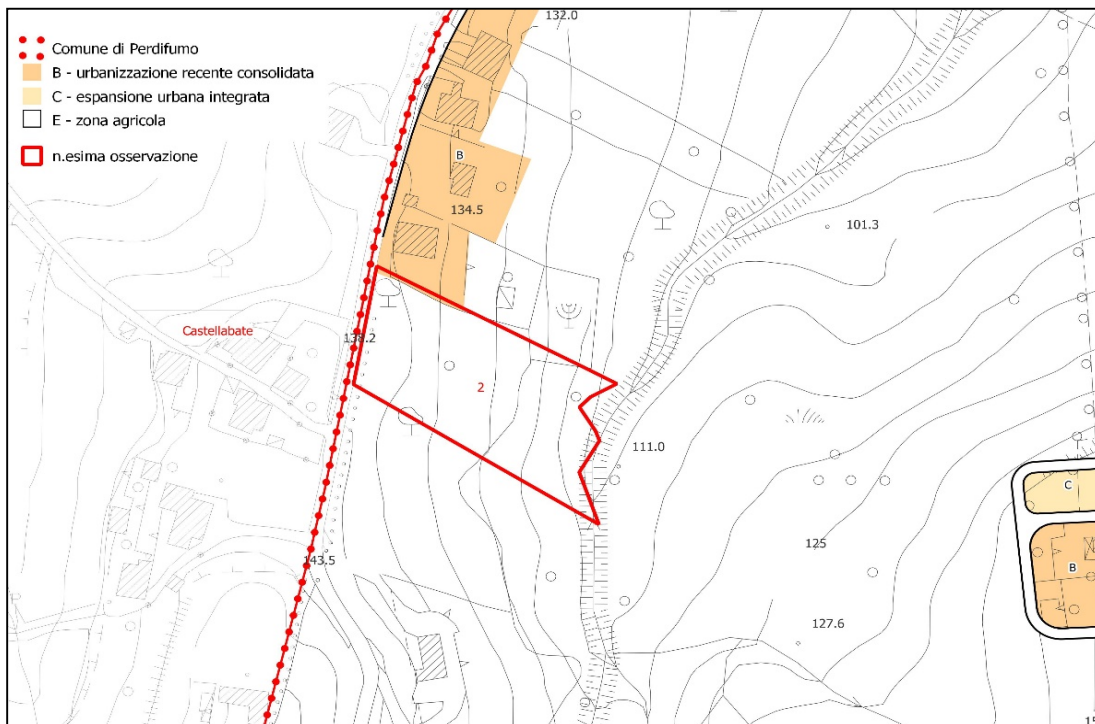 132.0
Comune di Perdifumo
B - urbanizzazione recente consolidata
C - espansione urbana integrata
E - zona agricola
n.esima osservazione
B
134.5
101.3
Castellabate
2
111.0
C
143.5
125
B
127.6